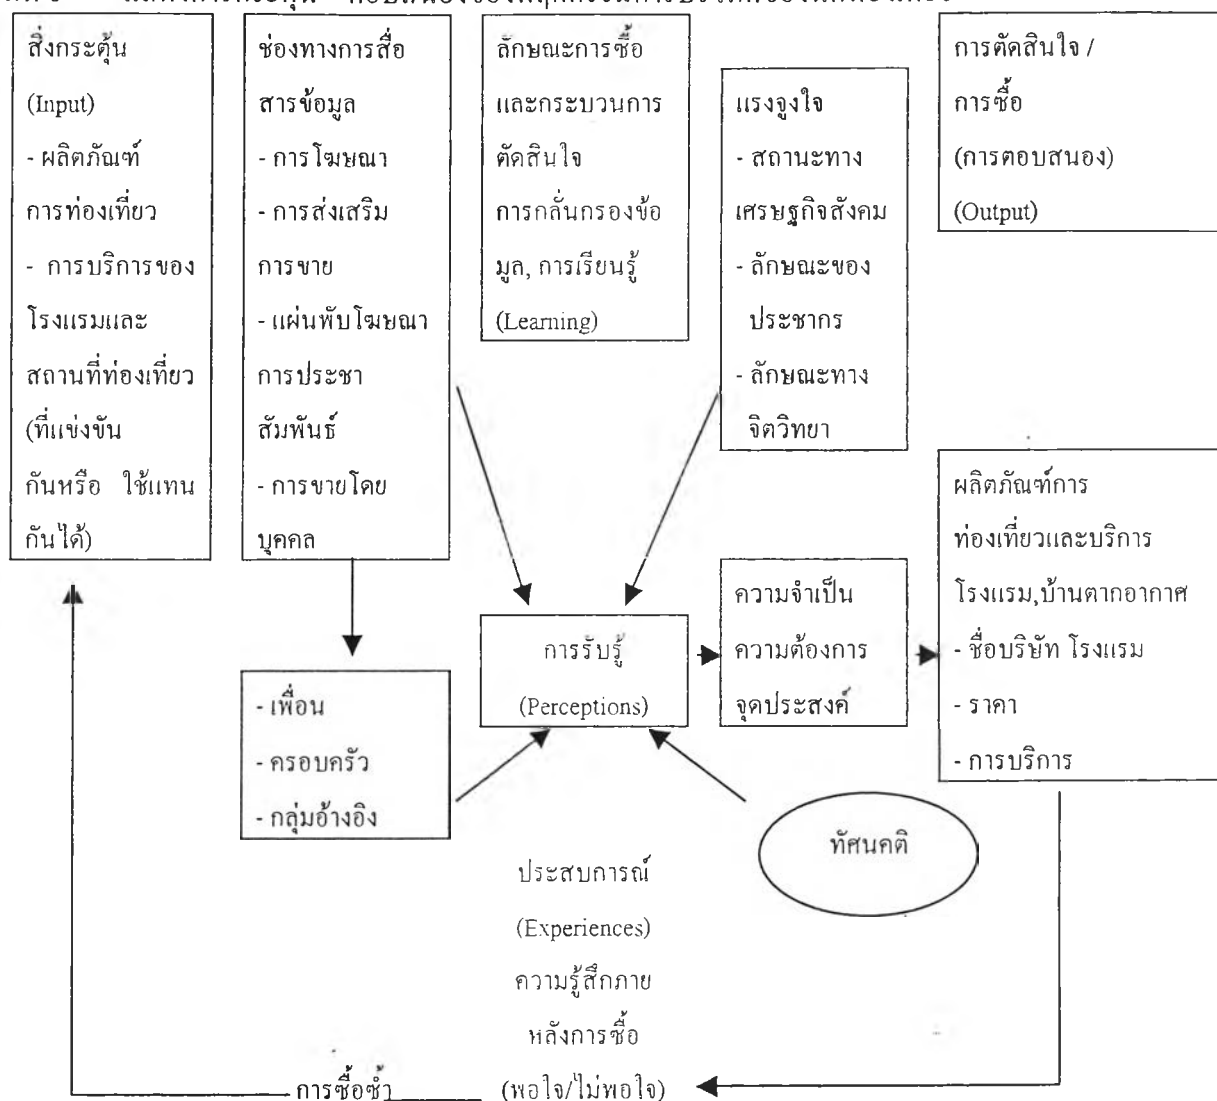 สิ่งกระตุ้น
(Input)
- ผลิตภัณฑ์
การท่องเที่ยว
- การบริการของ
โรงแรมและ
สถานที่ท่องเที่ยว
(ที่แข่งขัน
กันหรือ ใช้แทน
กันได้)
ช่องทางการสื่อ
สารข้อมูล
- การโฆษณา
- การส่งเสริม
การขาย
- แผ่นพับโฆษณา
การประชา
สัมพันธ์
- การขายโดย
บุคคล
ลักษณะการซื้อ
และกระบวนการ
ตัดสินใจ
การกลั่นกรองข้อ
มูล, การเรียนรู้
(Learning)
แรงจูงใจ
- สถานะทาง
เศรษฐกิจสังคม
- ลักษณะของ
ประชากร
- ลักษณะทาง
จิตวิทยา
การตัดสินใจ /
การซื้อ
(การตอบสนอง)
(Output)
- เพื่อน
- ครอบครัว
- กลุ่มอ้างอิง
การรับรู้
(Perceptions)
ความจำเป็น
ความต้องการ
จุดประสงค์
ผลิตภัณฑ์การ
ท่องเที่ยวและบริการ
โรงแรม,บ้านตากอากาศ
- ชื่อบริษัท โรงแรม
- ราคา
- การบริการ
ทัศนคติ
ประสบการณ์
(Experiences)
ความรู้สึกภาย
หลังการซื้อ
(พอใจ/ไม่พอใจ)
การซื้อซ้ำ